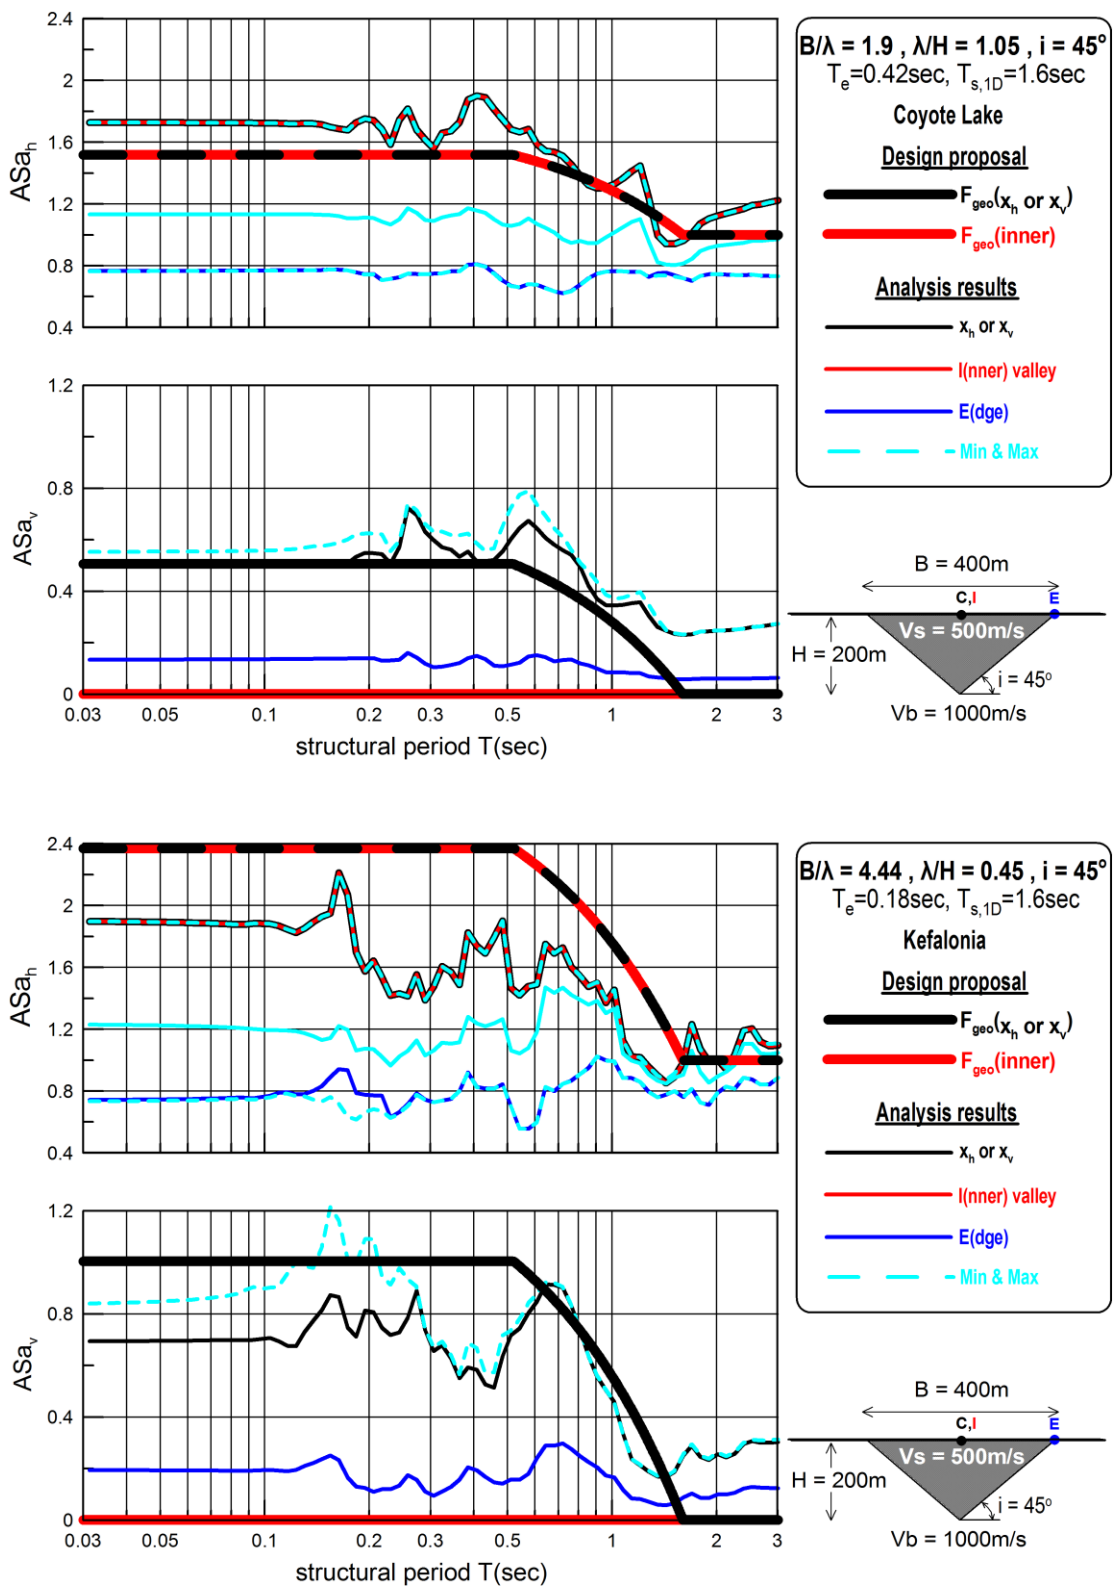 2.4
2
1.6
1.2
0.8
0.4
ASaₕ
B/λ = 1.9 , λ/H = 1.05 , i = 45°
Tₑ=0.42sec, Tₛ,₁D=1.6sec
Coyote Lake
Design proposal
F_geo(xₕ or xᵥ)
F_geo(inner)
Analysis results
xₕ or xᵥ
I(nner) valley
E(dge)
Min & Max
1.2
0.8
0.4
0
ASaᵥ
0.03 0.05 0.1 0.2 0.3 0.5 1 2 3
structural period T(sec)
B = 400m
C,I E
Vs = 500m/s
H = 200m
i = 45°
Vb = 1000m/s
2.4
2
1.6
1.2
0.8
0.4
ASaₕ
B/λ = 4.44 , λ/H = 0.45 , i = 45°
Tₑ=0.18sec, Tₛ,₁D=1.6sec
Kefalonia
Design proposal
F_geo(xₕ or xᵥ)
F_geo(inner)
Analysis results
xₕ or xᵥ
I(nner) valley
E(dge)
Min & Max
1.2
0.8
0.4
0
ASaᵥ
0.03 0.05 0.1 0.2 0.3 0.5 1 2 3
structural period T(sec)
B = 400m
C,I E
Vs = 500m/s
H = 200m
i = 45°
Vb = 1000m/s